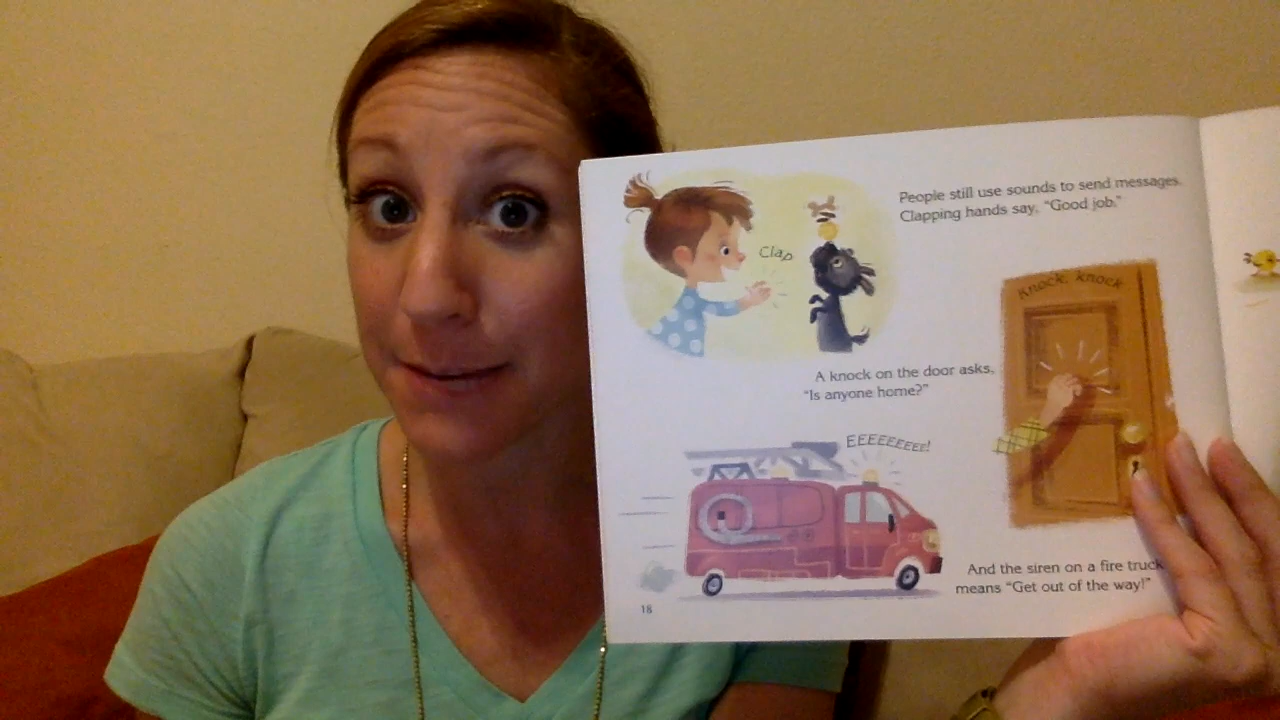 People still use sounds to send messages.
Clapping hands say, "Good job."
Clap
Knock, knock
A knock on the door asks,
"Is anyone home?"
EEEEEEEEE!
And the siren on a fire truck
means "Get out of the way!"
18